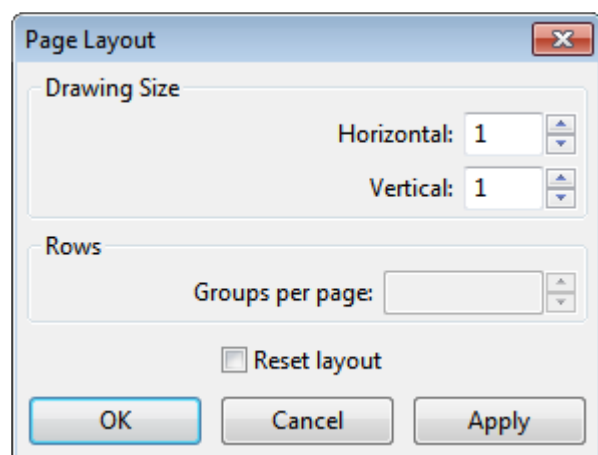 Page Layout
Drawing Size
Horizontal: 1
Vertical: 1
Rows
Groups per page:
Reset layout
OK Cancel Apply